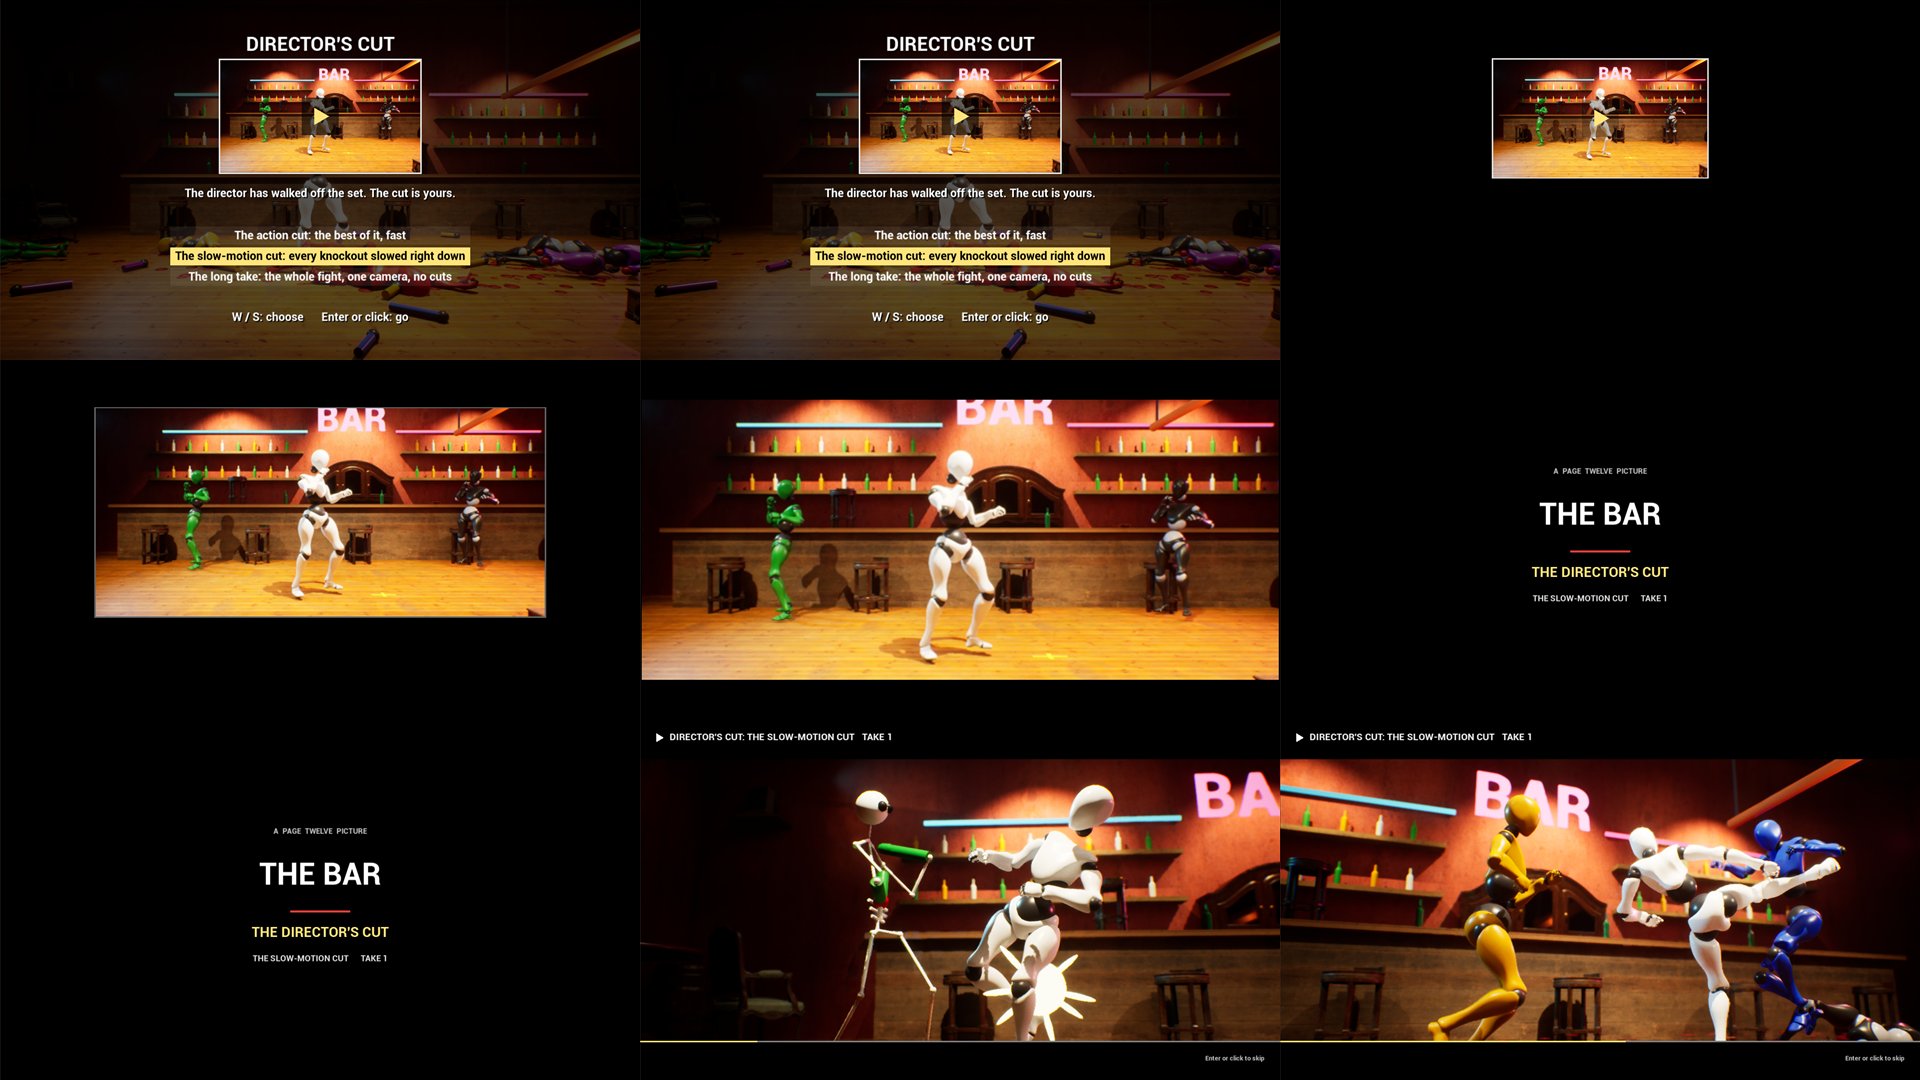 DIRECTOR'S CUT
BAR
The director has walked off the set. The cut is yours.
The action cut: the best of it, fast
The slow-motion cut: every knockout slowed right down
The long take: the whole fight, one camera, no cuts
W / S: choose Enter or click: go
DIRECTOR'S CUT
BAR
The director has walked off the set. The cut is yours.
The action cut: the best of it, fast
The slow-motion cut: every knockout slowed right down
The long take: the whole fight, one camera, no cuts
W / S: choose Enter or click: go
BAR
BAR
BAR
A PAGE TWELVE PICTURE
THE BAR
THE DIRECTOR'S CUT
THE SLOW-MOTION CUT TAKE 1
A PAGE TWELVE PICTURE
THE BAR
THE DIRECTOR'S CUT
THE SLOW-MOTION CUT TAKE 1
DIRECTOR'S CUT: THE SLOW-MOTION CUT TAKE 1
BA
Enter or click to skip
DIRECTOR'S CUT: THE SLOW-MOTION CUT TAKE 1
BAR
Enter or click to skip